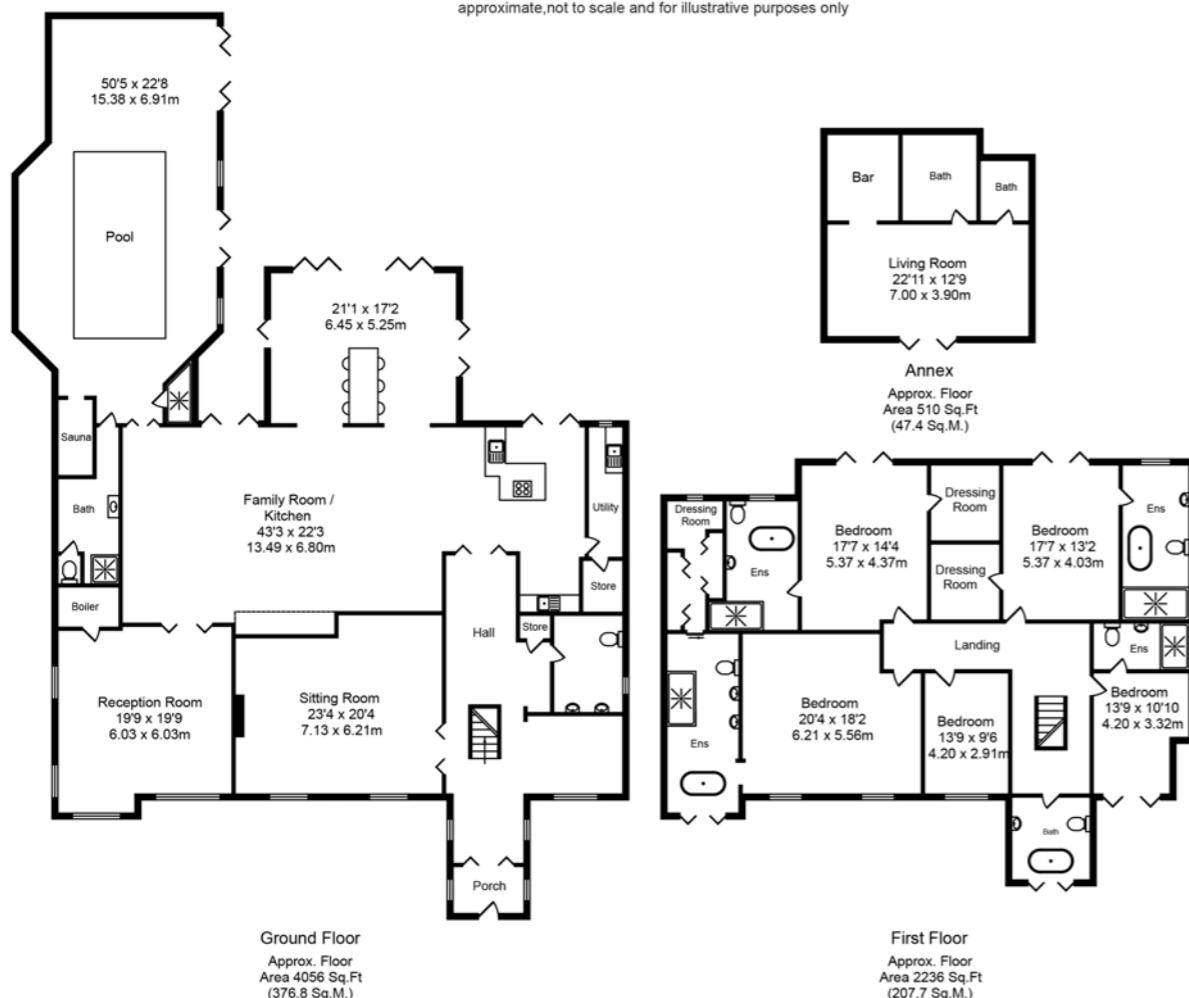 approximate,not to scale and for illustrative purposes only
50'5 x 22'8
15.38 x 6.91m
Pool
21'1 x 17'2
6.45 x 5.25m
Sauna
Bath
Boiler
Family Room /
Kitchen
43'3 x 22'3
13.49 x 6.80m
Utility
Store
Hall
Store
Reception Room
19'9 x 19'9
6.03 x 6.03m
Sitting Room
23'4 x 20'4
7.13 x 6.21m
Porch
Ground Floor
Approx. Floor
Area 4056 Sq.Ft
(376.8 Sq.M.)
Bar
Bath
Bath
Living Room
22'11 x 12'9
7.00 x 3.90m
Annex
Approx. Floor
Area 510 Sq.Ft
(47.4 Sq.M.)
Dressing
Room
Ens
Bedroom
17'7 x 14'4
5.37 x 4.37m
Dressing
Room
Dressing
Room
Bedroom
17'7 x 13'2
5.37 x 4.03m
Ens
Landing
Ens
Ens
Bedroom
20'4 x 18'2
6.21 x 5.56m
Bedroom
13'9 x 9'6
4.20 x 2.91m
Bedroom
13'9 x 10'10
4.20 x 3.32m
Bath
First Floor
Approx. Floor
Area 2236 Sq.Ft
(207.7 Sq.M.)